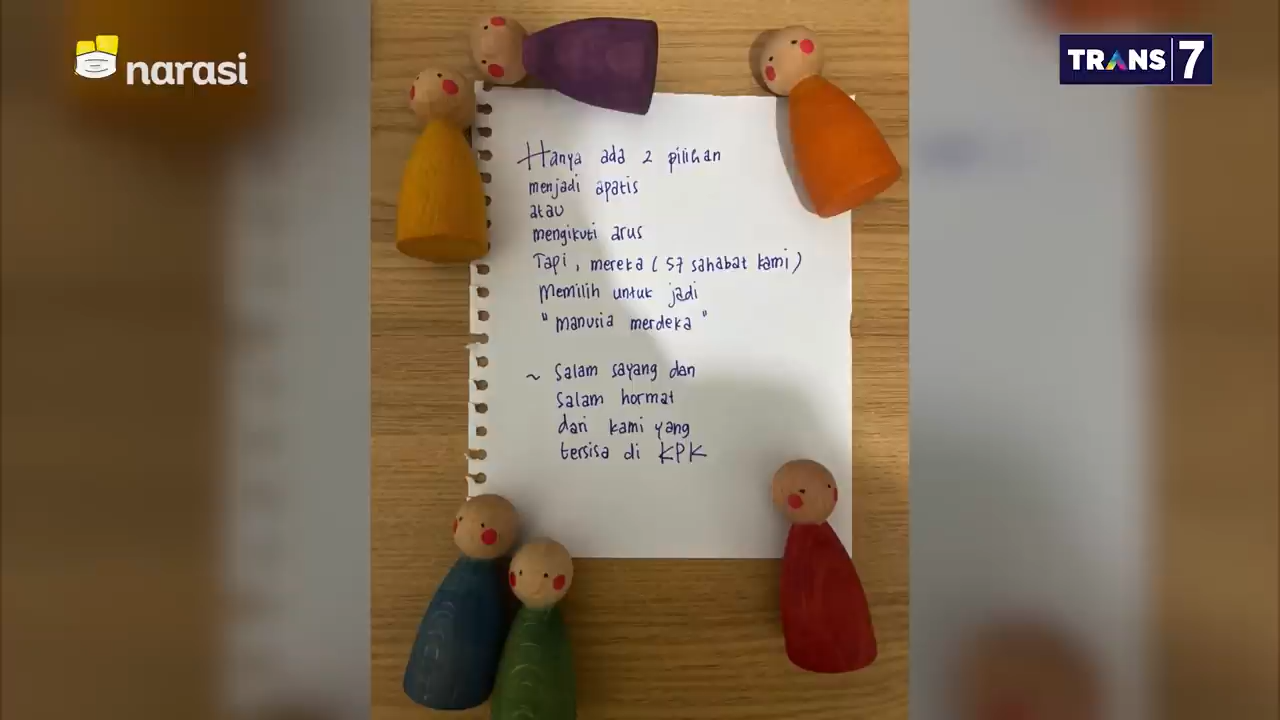 narasi
TRANS 7
Hanya ada 2 pilihan
menjadi apatis
atau
mengikuti arus
Tapi, mereka (57 sahabat kami)
Memilih untuk jadi
"manusia merdeka"
~ Salam sayang dan
Salam hormat
dari kami yang
tersisa di KPK